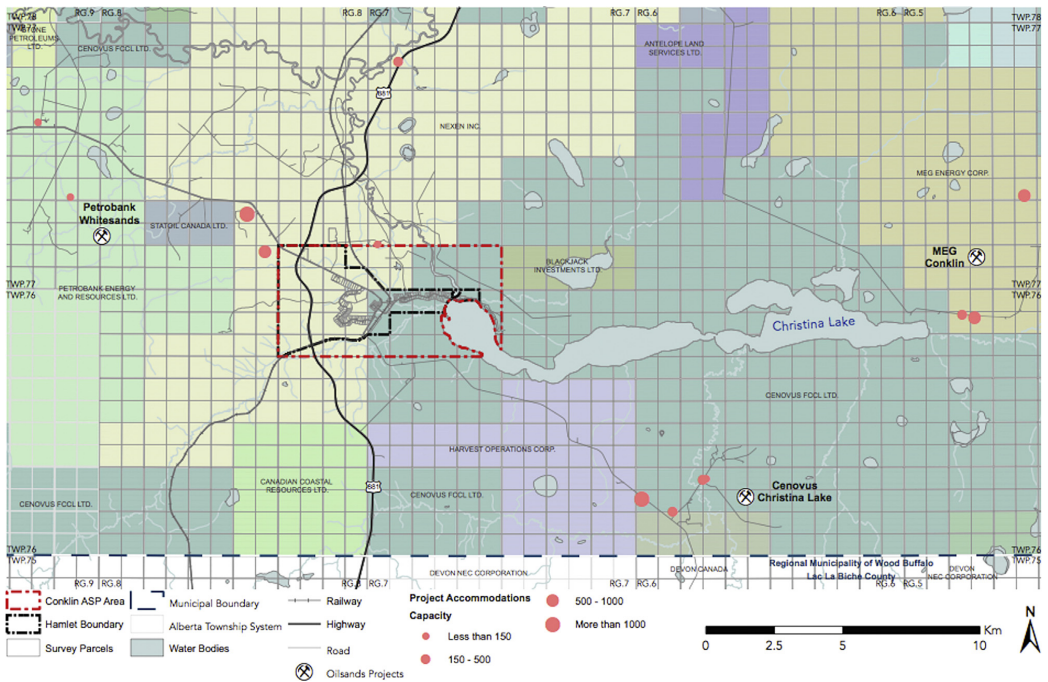 RG.9 RG.8
RG.8 RG.7
RG.7 RG.6
RG.6 RG.5
TWP.78
TWP.77
TWP.78
TWP.77
STONE
PETROLEUMS
LTD.
CENOVUS FCCL LTD.
ANTELOPE LAND
SERVICES LTD.
881
NEXEN INC.
MEG ENERGY CORP.
Petrobank
Whitesands
STATOIL CANADA LTD.
MEG
Conklin
BLACKJACK
INVESTMENTS LTD.
TWP.77
TWP.76
PETROBANK ENERGY
AND RESOURCES LTD.
TWP.77
TWP.76
Christina Lake
CENOVUS FCCL LTD.
HARVEST OPERATIONS CORP.
CANADIAN COASTAL
RESOURCES LTD.
881
CENOVUS FCCL LTD.
CENOVUS FCCL LTD.
Cenovus
Christina Lake
TWP.76
TWP.75
TWP.76
TWP.75
Regional Municipality of Wood Buffalo
Lac La Biche County
DEVON NEC CORPORATION
DEVON CANADA
DEVON
NEC CORPORATION
RG.9 RG.8
RG.8 RG.7
RG.7 RG.6
RG.6 RG.5
Conklin ASP Area
Hamlet Boundary
Survey Parcels
Municipal Boundary
Alberta Township System
Water Bodies
Railway
Highway
Road
Oilsands Projects
Project Accommodations
Capacity
Less than 150
150 - 500
500 - 1000
More than 1000
N
Km
0 2.5 5 10